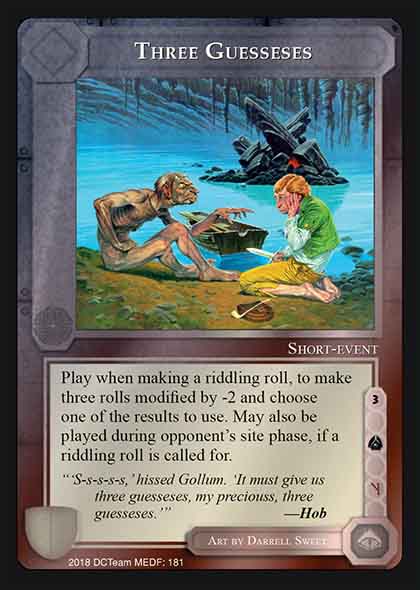 Three Guesseses
Short-event
Play when making a riddling roll, to make
three rolls modified by -2 and choose
one of the results to use. May also be
played during opponent's site phase, if a
riddling roll is called for.
“‘S-s-s-s-s,’ hissed Gollum. ‘It must give us
three guesseses, my preciouss, three
guesseses.’” —Hob
3
Art by Darrell Sweet
2018 DCTeam MEDF: 181